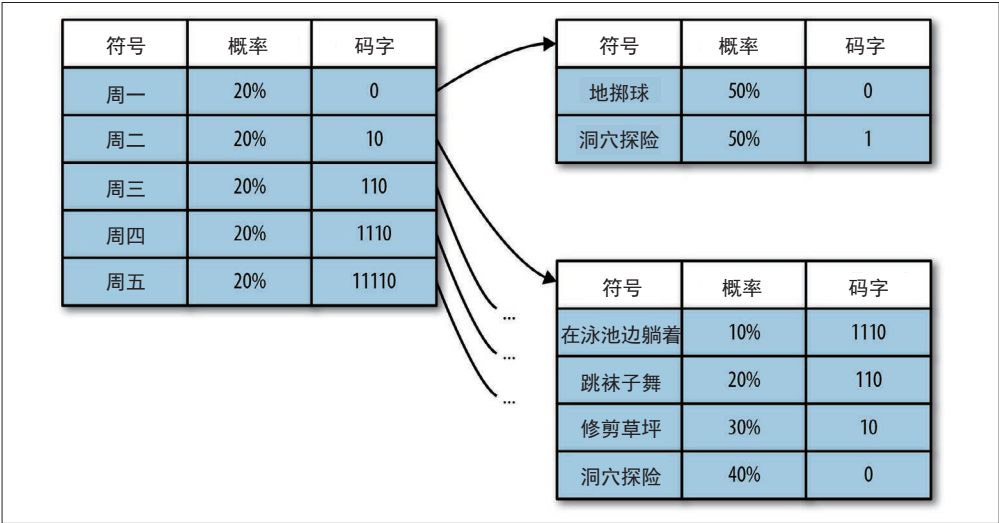 符号 概率 码字
周一 20% 0
周二 20% 10
周三 20% 110
周四 20% 1110
周五 20% 11110
符号 概率 码字
地掷球 50% 0
洞穴探险 50% 1
...
...
...
符号 概率 码字
在泳池边躺着 10% 1110
跳袜子舞 20% 110
修剪草坪 30% 10
洞穴探险 40% 0